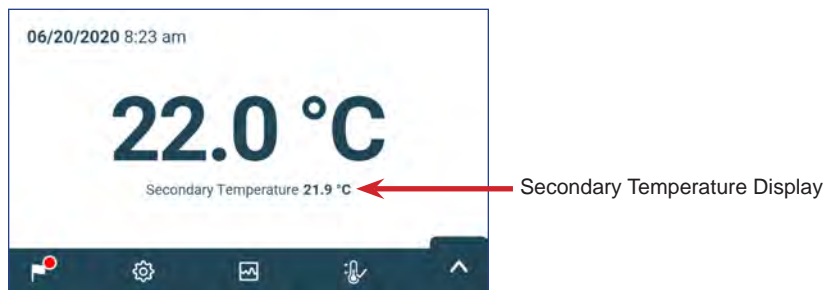 06/20/2020 8:23 am
22.0 °C
Secondary Temperature 21.9 °C
Secondary Temperature Display